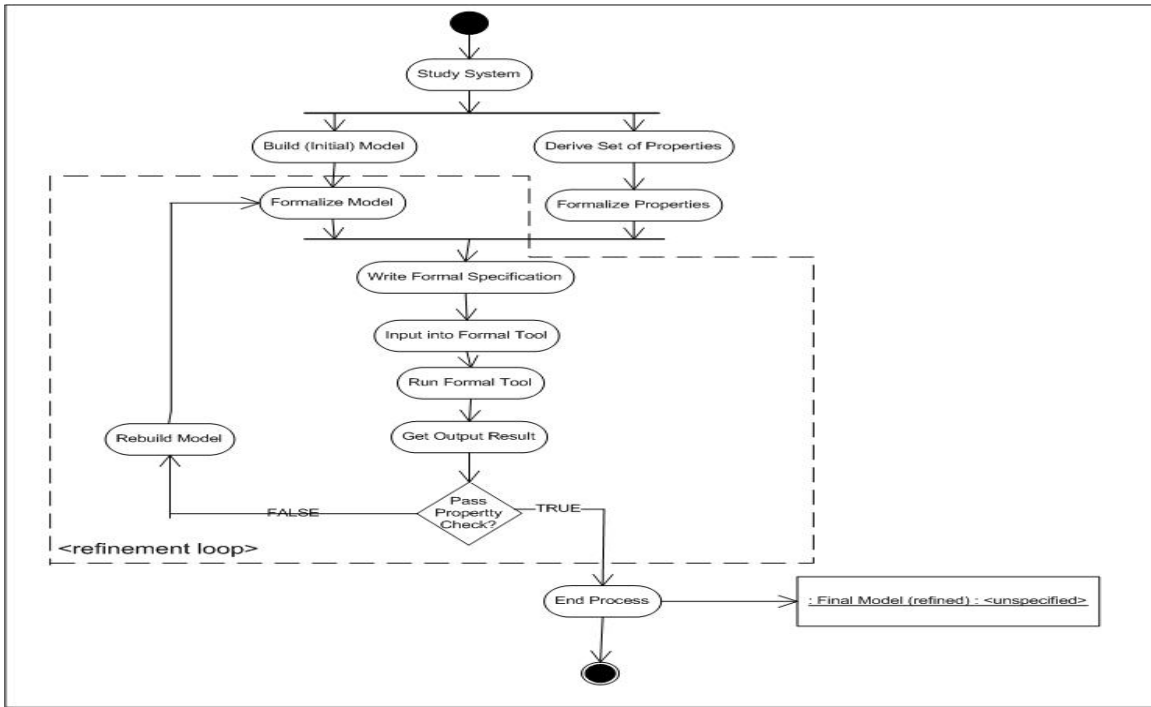 Study System
Build (Initial) Model
Derive Set of Properties
Formalize Model
Formalize Properties
Write Formal Specification
Input into Formal Tool
Run Formal Tool
Rebuild Model
Get Output Result
Pass
Propertty
Check?
FALSE
TRUE
<refinement loop>
End Process
: Final Model (refined) : <unspecified>